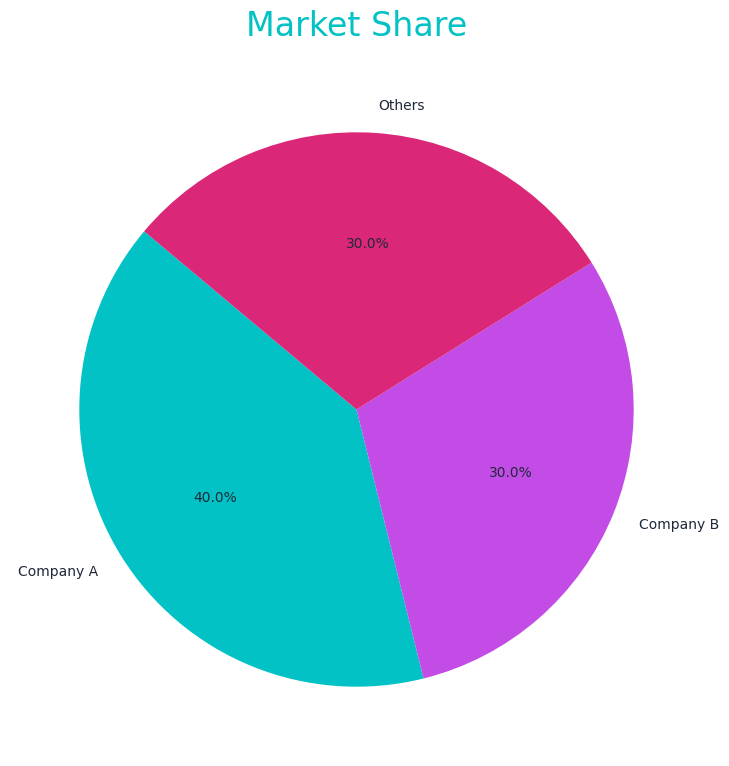 Market Share
Others
30.0%
30.0%
40.0%
Company B
Company A